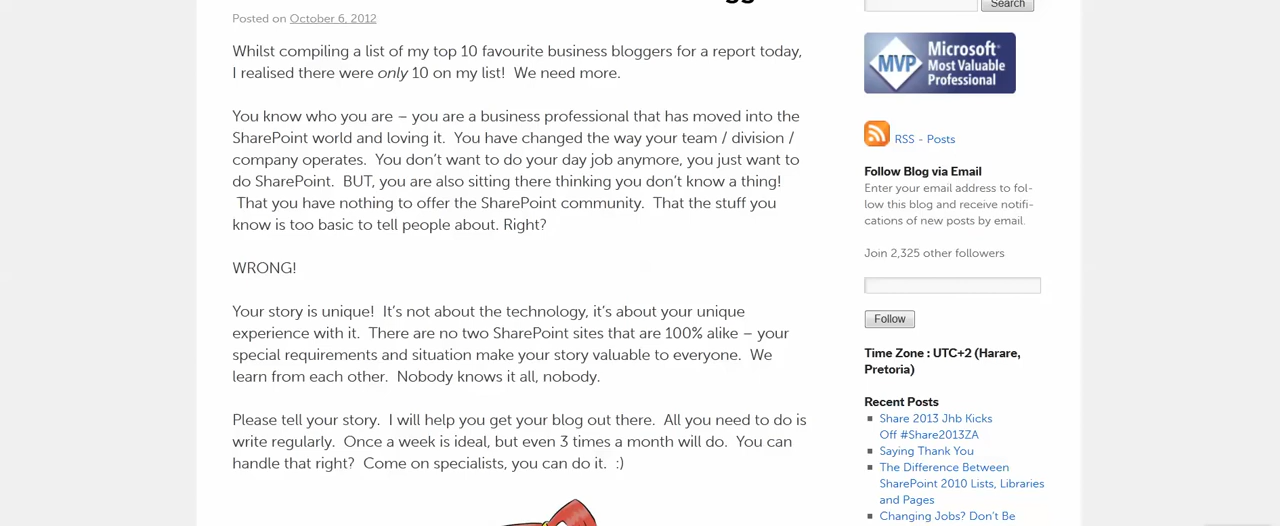 Search
Posted on October 6, 2012
Whilst compiling a list of my top 10 favourite business bloggers for a report today,
I realised there were only 10 on my list!  We need more.
You know who you are – you are a business professional that has moved into the
SharePoint world and loving it.  You have changed the way your team / division /
company operates.  You don't want to do your day job anymore, you just want to
do SharePoint.  BUT, you are also sitting there thinking you don't know a thing!
That you have nothing to offer the SharePoint community.  That the stuff you
know is too basic to tell people about. Right?
WRONG!
Your story is unique!  It's not about the technology, it's about your unique
experience with it.  There are no two SharePoint sites that are 100% alike – your
special requirements and situation make your story valuable to everyone.  We
learn from each other.  Nobody knows it all, nobody.
Please tell your story.  I will help you get your blog out there.  All you need to do is
write regularly.  Once a week is ideal, but even 3 times a month will do.  You can
handle that right?  Come on specialists, you can do it.  :)
MVP
Microsoft®
Most Valuable
Professional
RSS - Posts
Follow Blog via Email
Enter your email address to fol-
low this blog and receive notifi-
cations of new posts by email.
Join 2,325 other followers
Follow
Time Zone : UTC+2 (Harare,
Pretoria)
Recent Posts
Share 2013 Jhb Kicks
Off #Share2013ZA
Saying Thank You
The Difference Between
SharePoint 2010 Lists, Libraries
and Pages
Changing Jobs? Don't Be